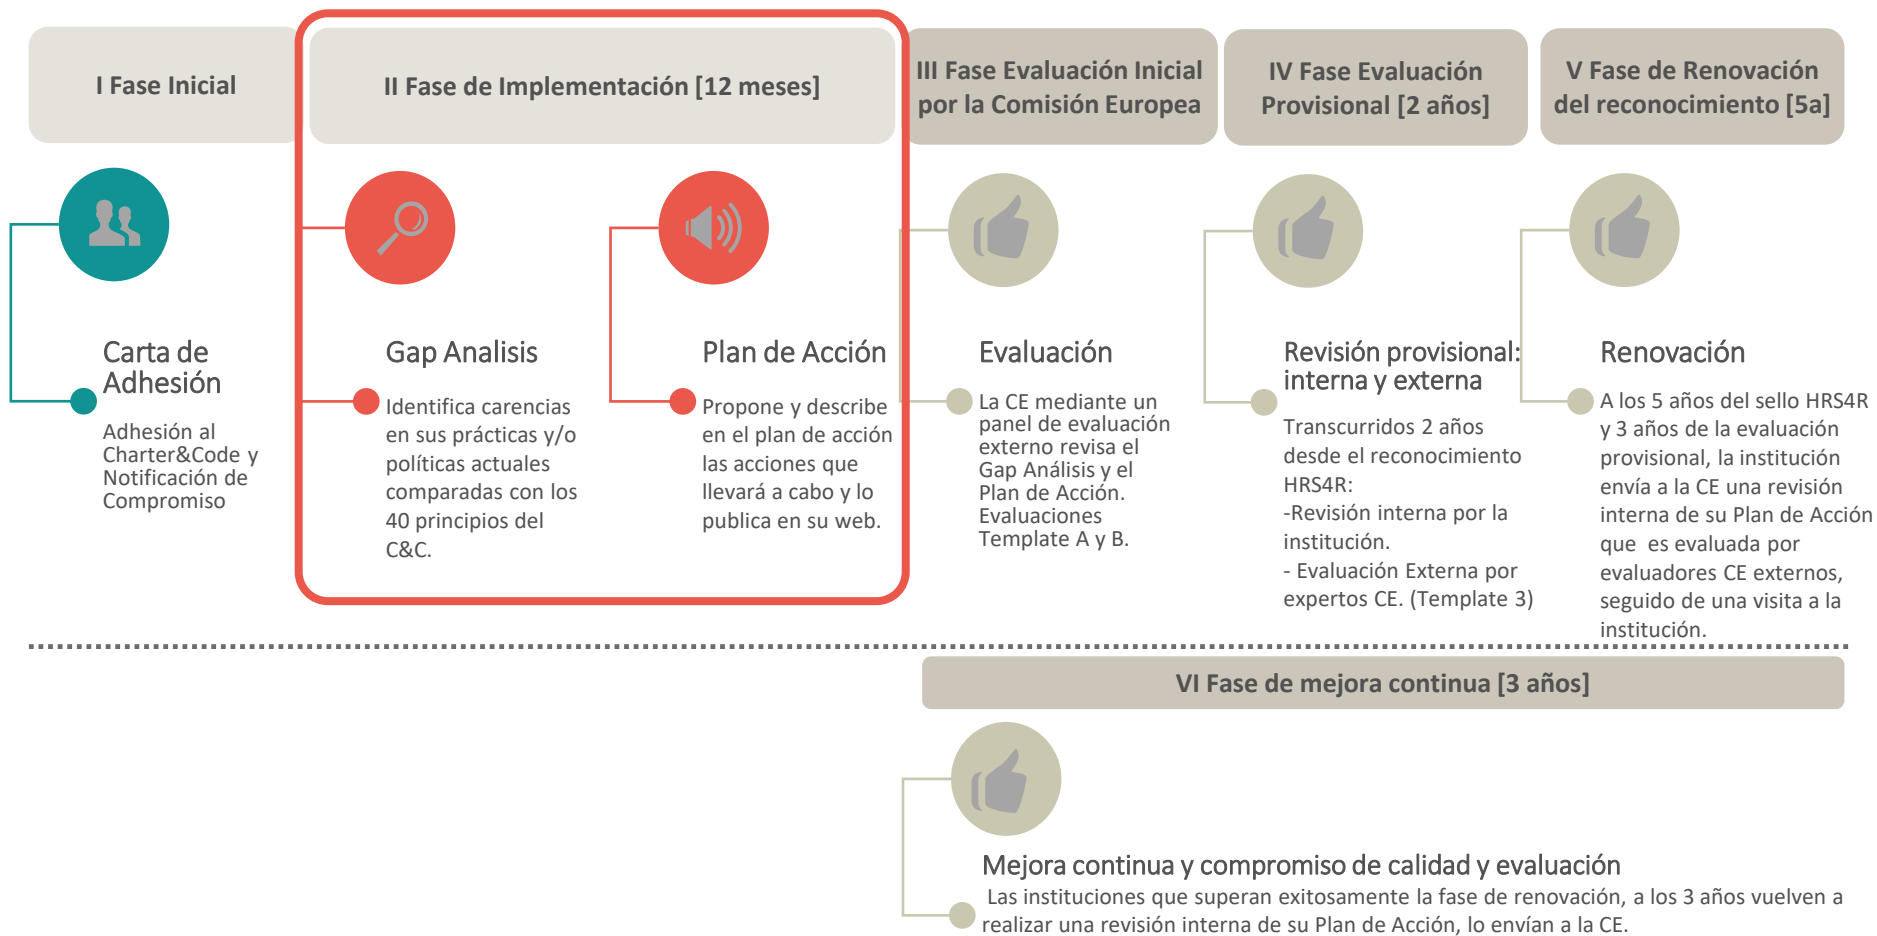 I Fase Inicial
II Fase de Implementación [12 meses]
III Fase Evaluación Inicial
por la Comisión Europea
IV Fase Evaluación
Provisional [2 años]
V Fase de Renovación
del reconocimiento [5a]
Carta de
Adhesión
Adhesión al
Charter&Code y
Notificación de
Compromiso
Gap Analisis
Identifica carencias
en sus prácticas y/o
políticas actuales
comparadas con los
40 principios del
C&C.
Plan de Acción
Propone y describe
en el plan de acción
las acciones que
llevará a cabo y lo
publica en su web.
Evaluación
La CE mediante un
panel de evaluación
externo revisa el
Gap Análisis y el
Plan de Acción.
Evaluaciones
Template A y B.
Revisión provisional:
interna y externa
Transcurridos 2 años
desde el reconocimiento
HRS4R:
-Revisión interna por la
institución.
- Evaluación Externa por
expertos CE. (Template 3)
Renovación
A los 5 años del sello HRS4R
y 3 años de la evaluación
provisional, la institución
envía a la CE una revisión
interna de su Plan de Acción
que es evaluada por
evaluadores CE externos,
seguido de una visita a la
institución.
VI Fase de mejora continua [3 años]
Mejora continua y compromiso de calidad y evaluación
Las instituciones que superan exitosamente la fase de renovación, a los 3 años vuelven a
realizar una revisión interna de su Plan de Acción, lo envían a la CE.